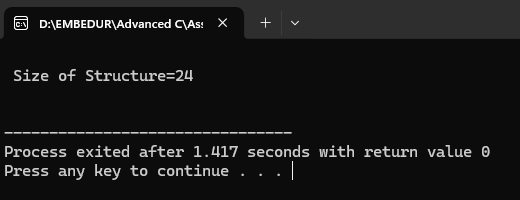 D:\EMBEDUR\Advanced C\As:
Size of Structure=24
--------------------------------
Process exited after 1.417 seconds with return value 0
Press any key to continue . . .